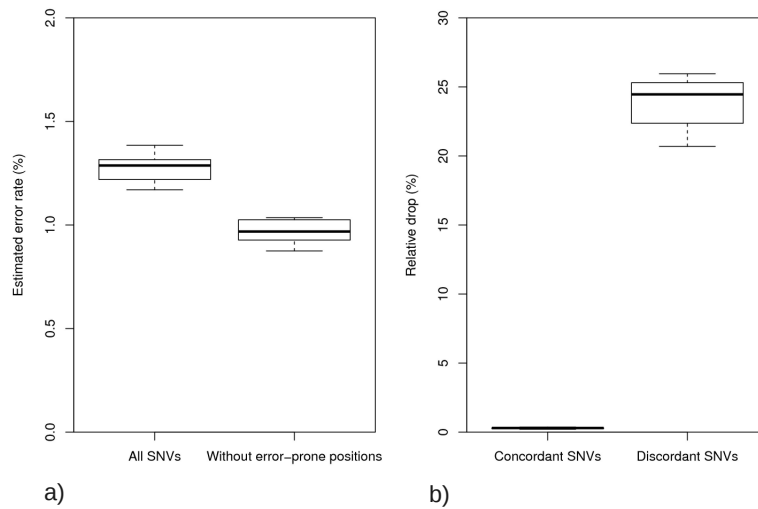 Estimated error rate (%)
2.0
1.5
1.0
0.5
0.0
All SNVs
Without error−prone positions
a)
Relative drop (%)
30
25
20
15
10
5
0
Concordant SNVs
Discordant SNVs
b)